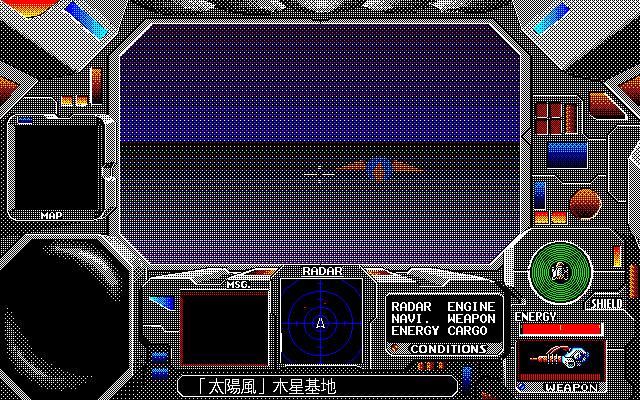 MAP
RADAR
MSG.
RADAR ENGINE
NAVI. WEAPON
ENERGY CARGO
CONDITIONS
SHIELD
ENERGY
WEAPON
「太陽風」木星基地